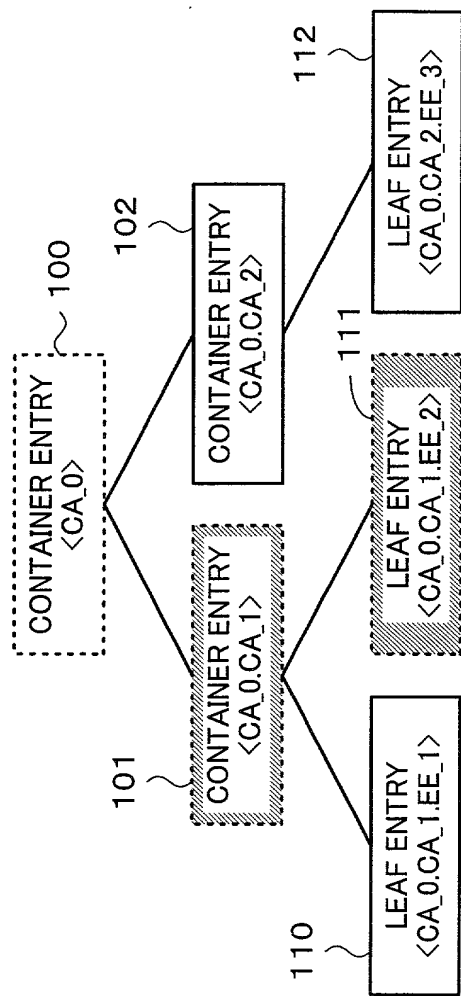 100
CONTAINER ENTRY
<CA_0>
101
CONTAINER ENTRY
<CA_0.CA_1>
102
CONTAINER ENTRY
<CA_0.CA_2>
110
LEAF ENTRY
<CA_0.CA_1.EE_1>
111
LEAF ENTRY
<CA_0.CA_1.EE_2>
112
LEAF ENTRY
<CA_0.CA_2.EE_3>